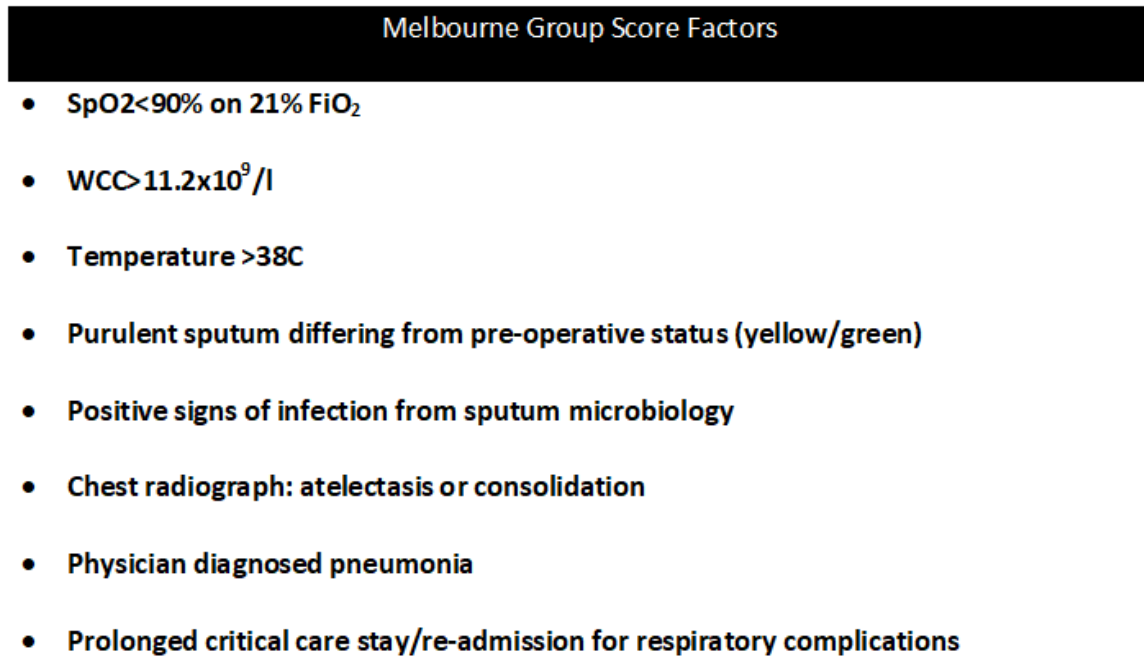 Melbourne Group Score Factors
• SpO2<90% on 21% FiO₂
• WCC>11.2x10⁹/l
• Temperature >38C
• Purulent sputum differing from pre-operative status (yellow/green)
• Positive signs of infection from sputum microbiology
• Chest radiograph: atelectasis or consolidation
• Physician diagnosed pneumonia
• Prolonged critical care stay/re-admission for respiratory complications